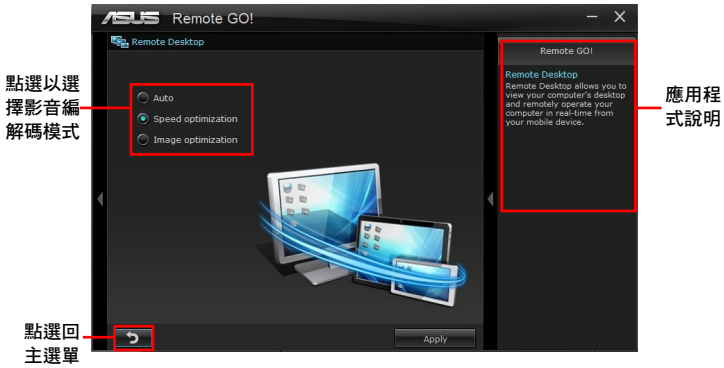 ASUS Remote GO!
Remote Desktop
Auto
Speed optimization
Image optimization
Apply
Remote GO!
Remote Desktop
Remote Desktop allows you to
view your computer's desktop
and remotely operate your
computer in real-time from
your mobile device.
點選以選
擇影音編
解碼模式
應用程
式說明
點選回
主選單